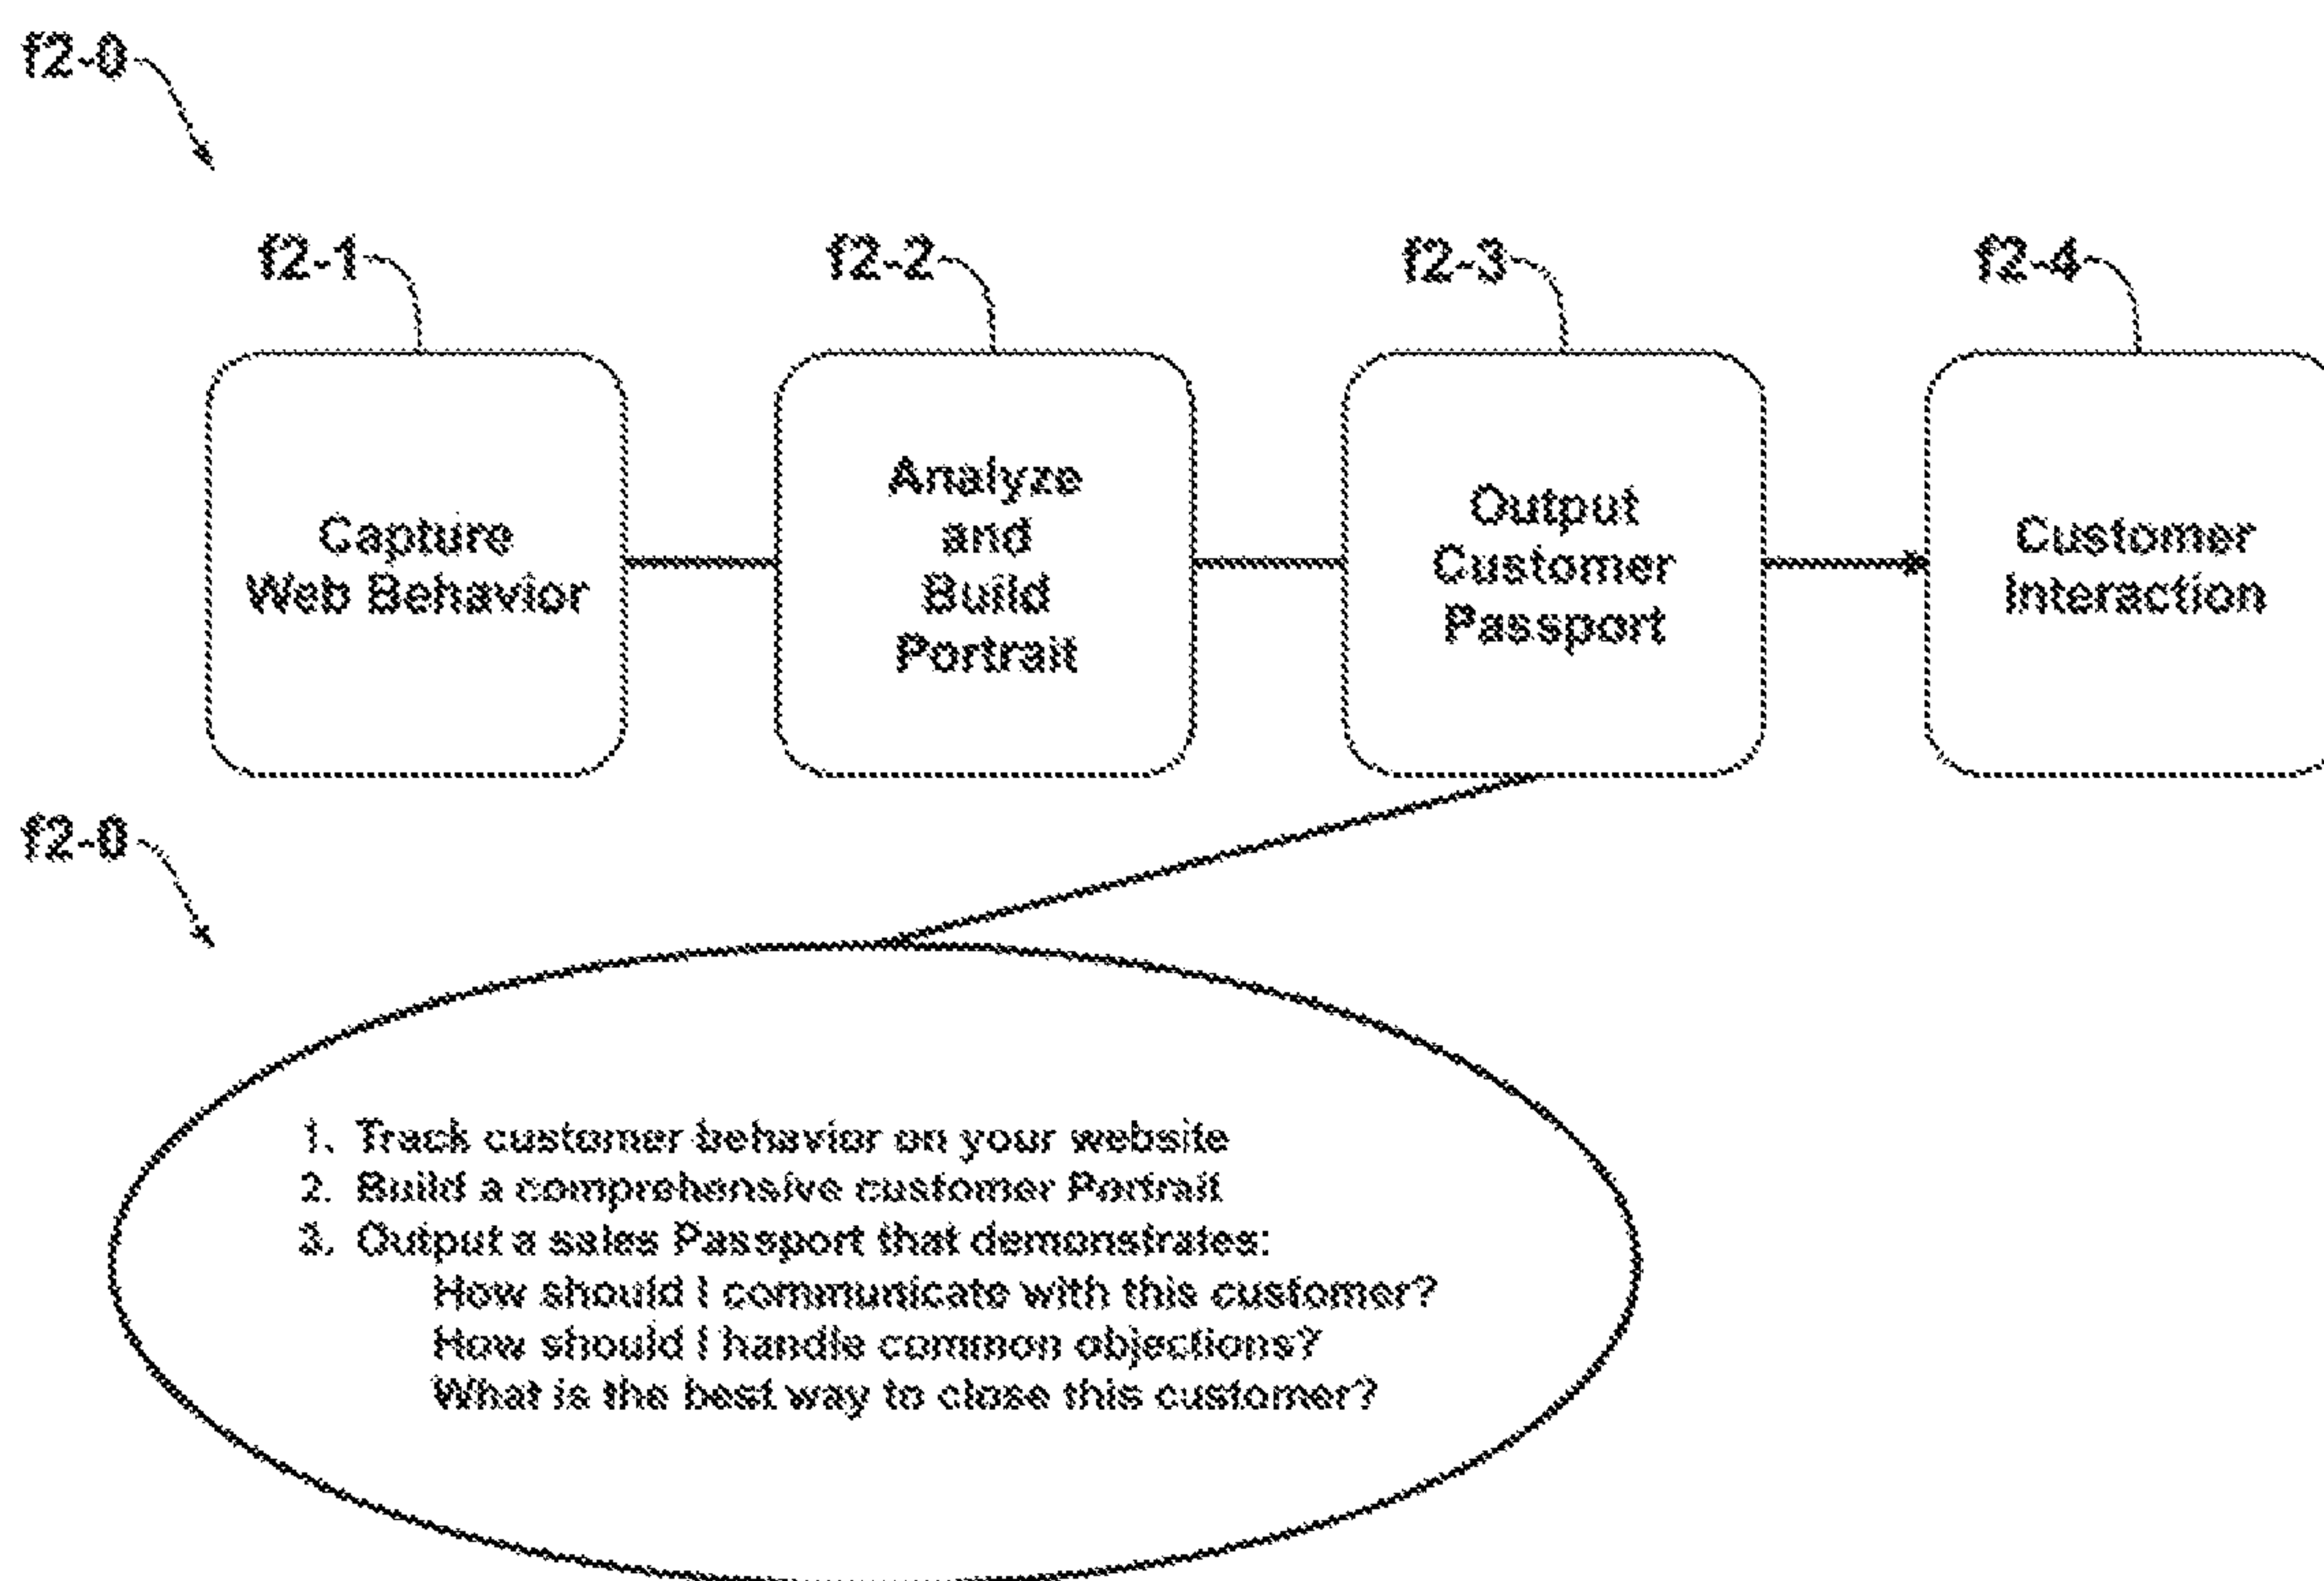 f2-0
f2-1
f2-2
f2-3
f2-4
Capture
Web Behavior
Analyze
and
Build
Portrait
Output
Customer
Passport
Customer
Interaction
f2-0
1. Track customer behavior on your website
2. Build a comprehensive customer Portrait
3. Output a sales Passport that demonstrates:
How should I communicate with this customer?
How should I handle common objections?
What is the best way to close this customer?